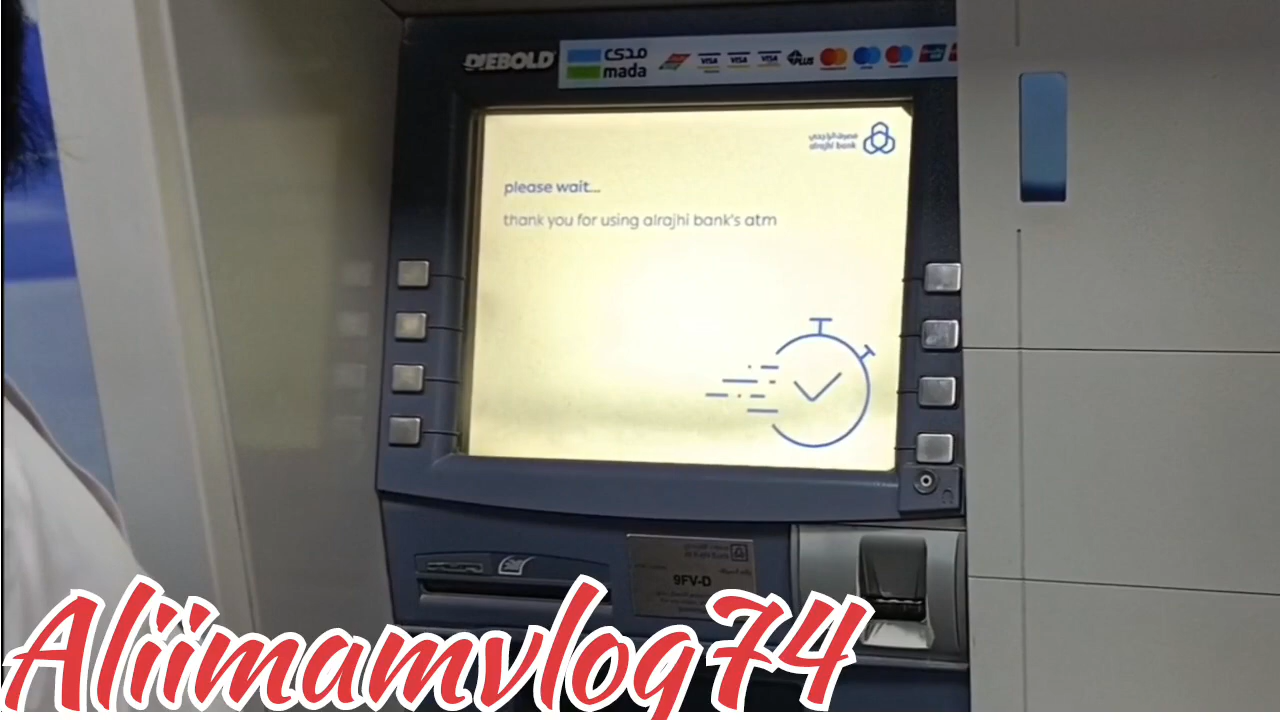 DIEBOLD
مدى
mada
VISA VISA VISA PLUS
مصرف الراجحي
alrajhi bank
please wait...
thank you for using alrajhi bank's atm
9FV-D
Aliimamvlog74